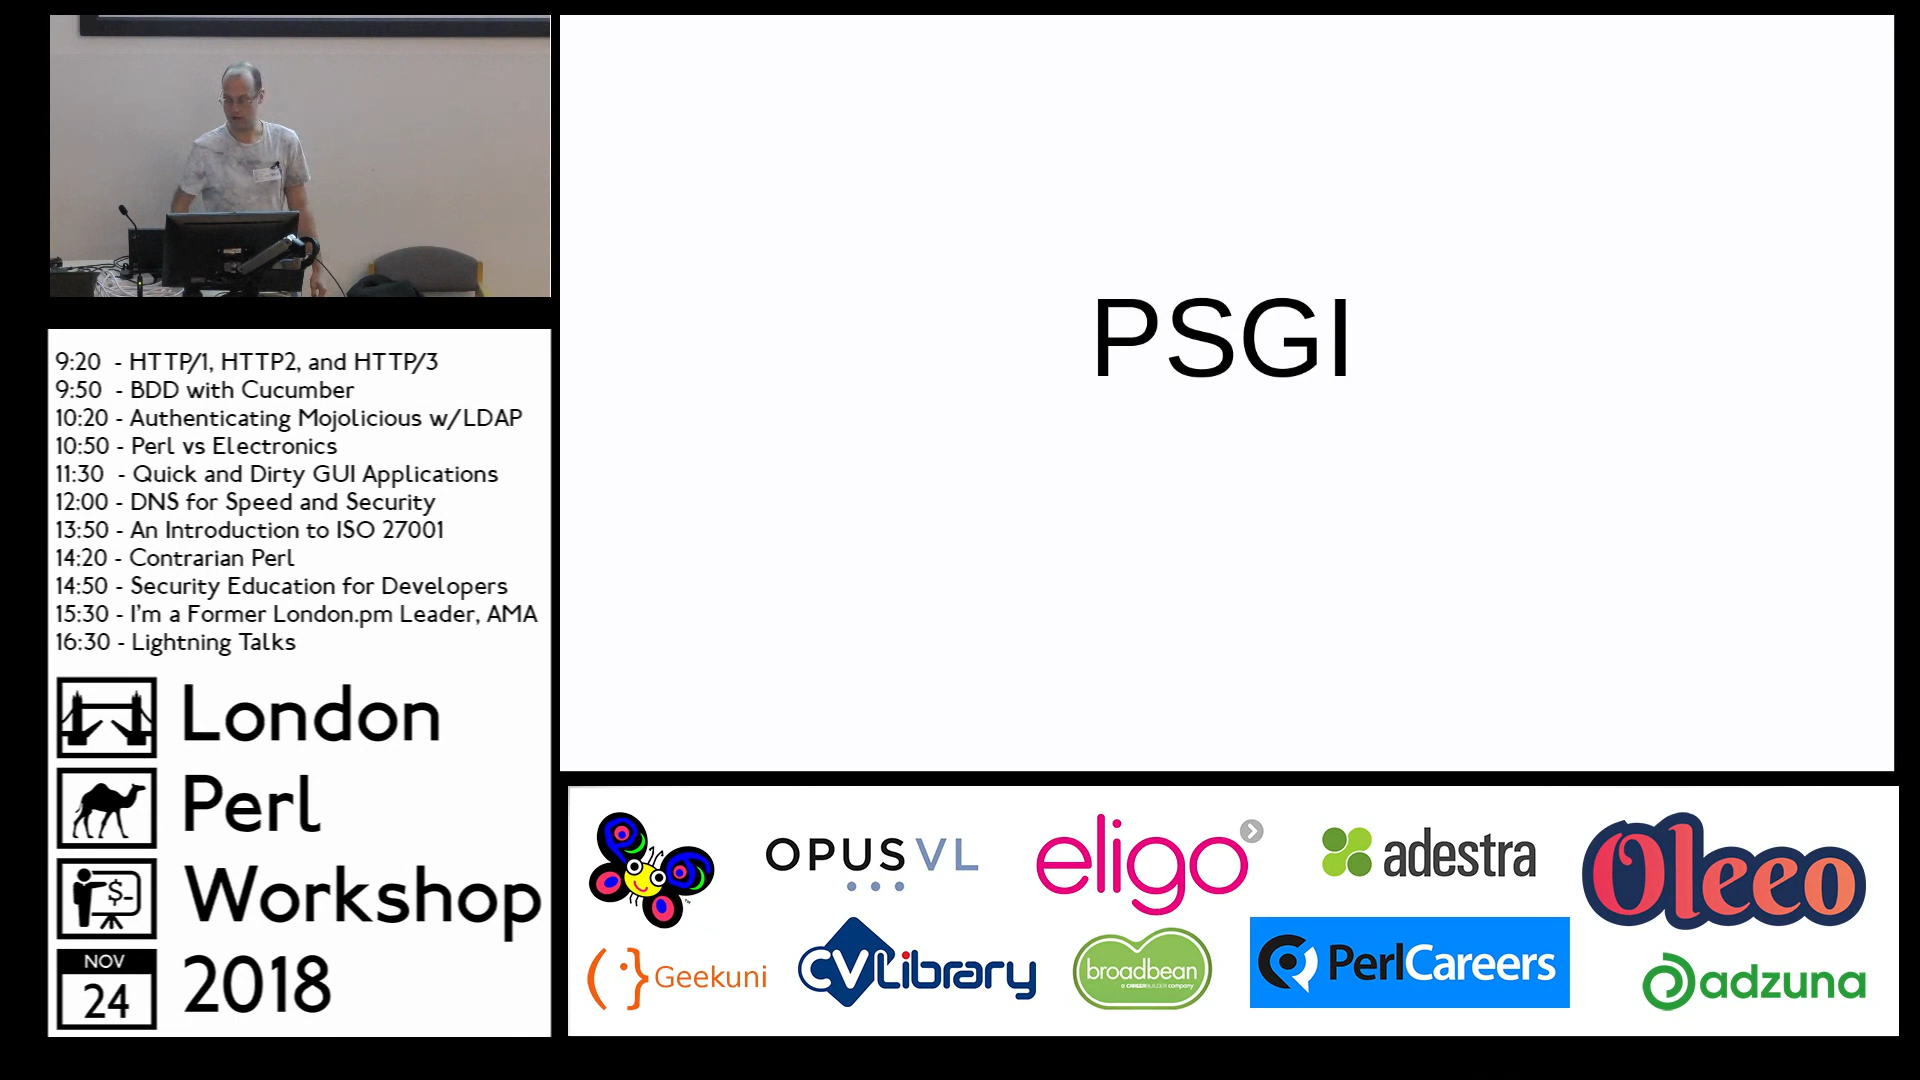 PSGI
9:20 - HTTP/1, HTTP2, and HTTP/3
9:50 - BDD with Cucumber
10:20 - Authenticating Mojolicious w/LDAP
10:50 - Perl vs Electronics
11:30 - Quick and Dirty GUI Applications
12:00 - DNS for Speed and Security
13:50 - An Introduction to ISO 27001
14:20 - Contrarian Perl
14:50 - Security Education for Developers
15:30 - I'm a Former London.pm Leader, AMA
16:30 - Lightning Talks
London
Perl
$-
Workshop
NOV
24
2018
OPUS VL
eligo
adestra
Oleeo
Geekuni
CVLibrary
broadbean
a CAREERBUILDER company
PerlCareers
adzuna